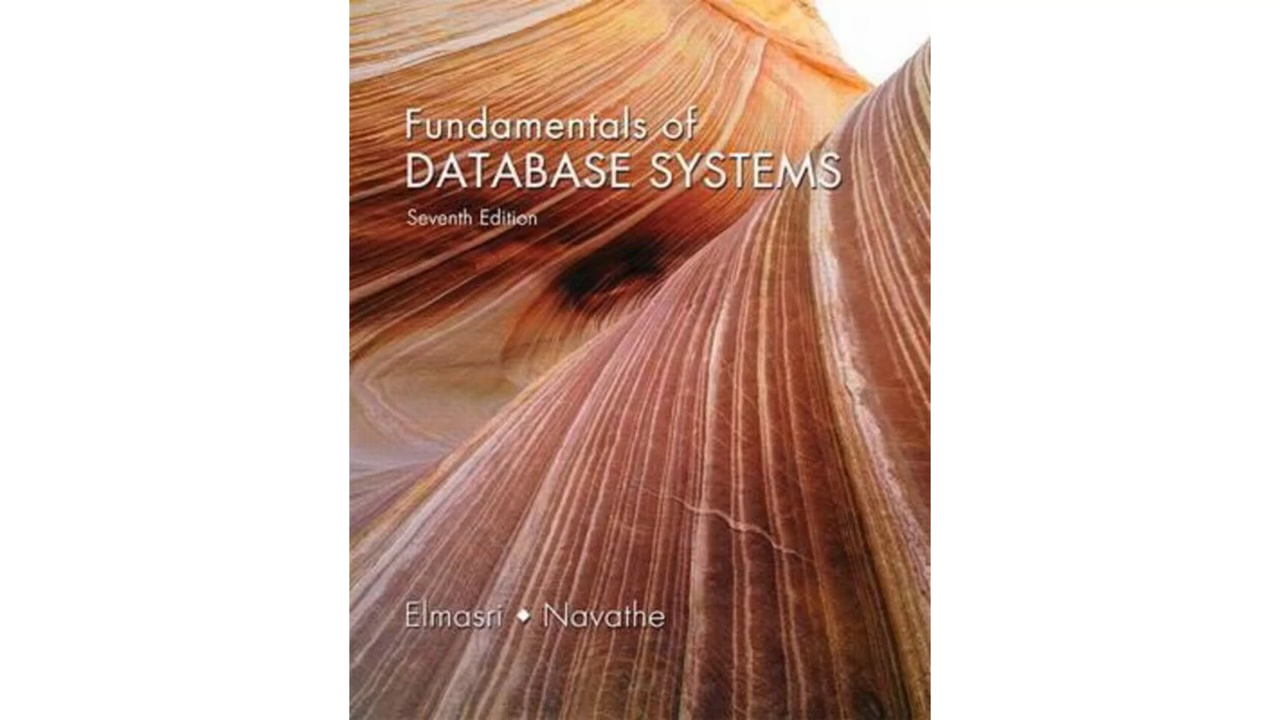 Fundamentals of
DATABASE SYSTEMS
Seventh Edition
Elmasri • Navathe